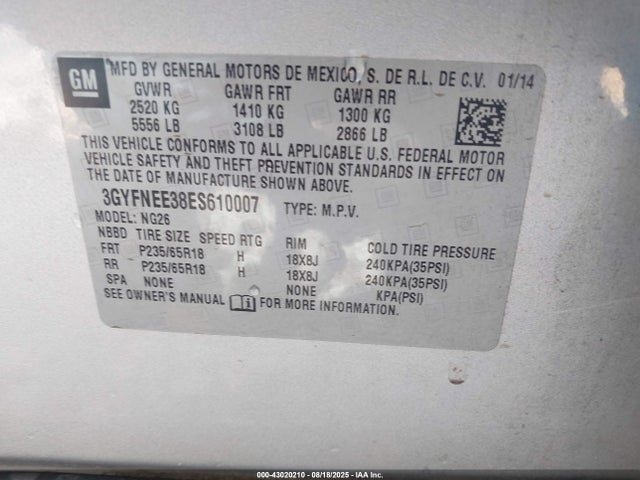 GM
MFD BY GENERAL MOTORS DE MEXICO, S. DE R.L. DE C.V. 01/14
GVWR GAWR FRT GAWR RR
2520 KG 1410 KG 1300 KG
5556 LB 3108 LB 2866 LB
THIS VEHICLE CONFORMS TO ALL APPLICABLE U.S. FEDERAL MOTOR
VEHICLE SAFETY AND THEFT PREVENTION STANDARDS IN EFFECT ON
THE DATE OF MANUFACTURE SHOWN ABOVE.
3GYFNEE38ES610007 TYPE: M.P.V.
MODEL: NG26
NBBD TIRE SIZE SPEED RTG RIM COLD TIRE PRESSURE
FRT P235/65R18 H 18X8J 240KPA(35PSI)
RR P235/65R18 H 18X8J 240KPA(35PSI)
SPA NONE NONE KPA(PSI)
SEE OWNER'S MANUAL FOR MORE INFORMATION.
000-43020210 - 08/18/2025 - IAA Inc.